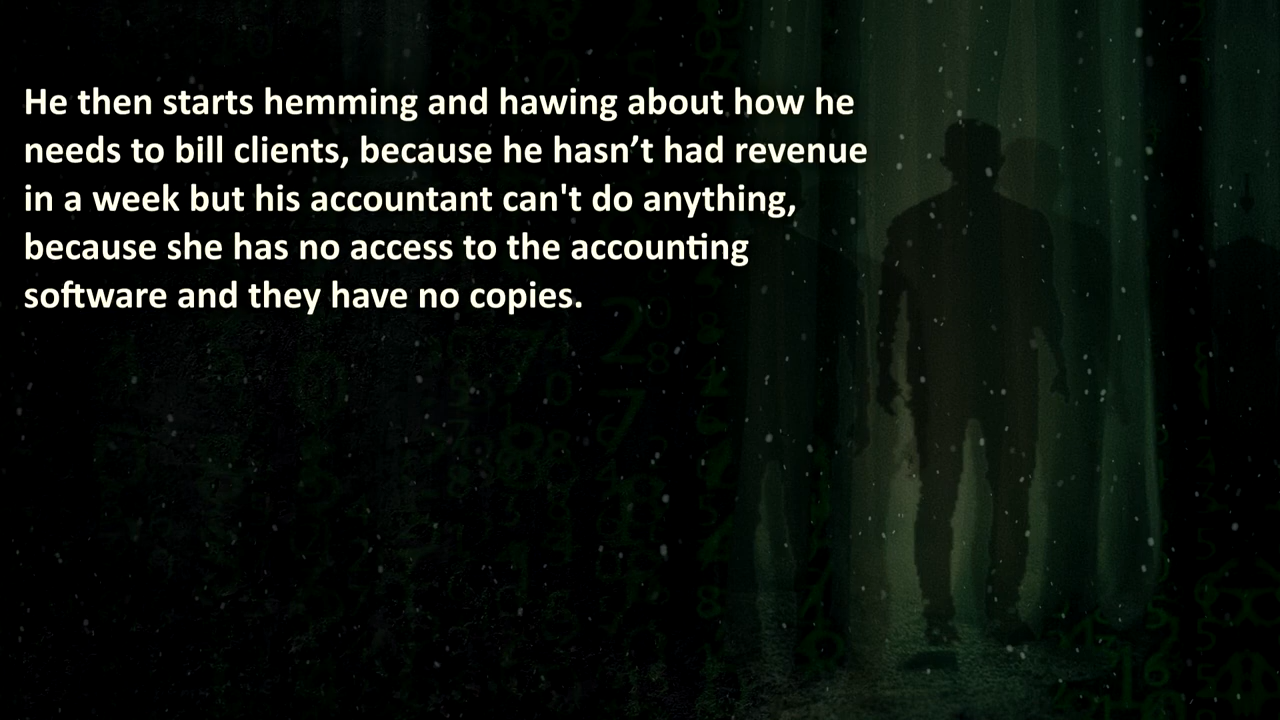 He then starts hemming and hawing about how he
needs to bill clients, because he hasn’t had revenue
in a week but his accountant can't do anything,
because she has no access to the accounting
software and they have no copies.